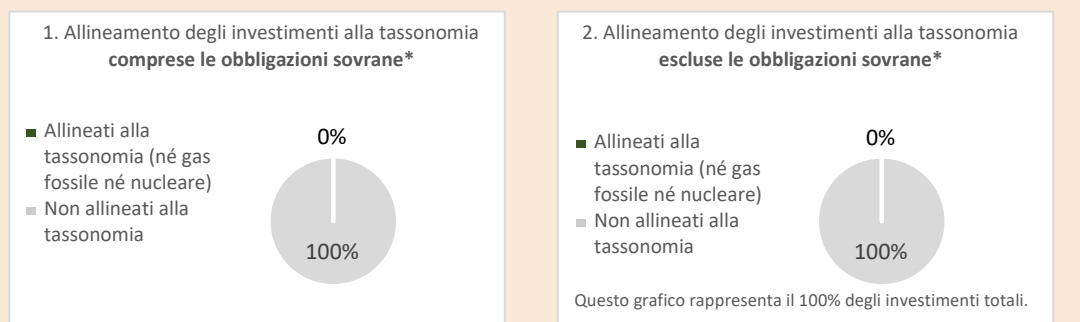 1. Allineamento degli investimenti alla tassonomia
comprese le obbligazioni sovrane*
Allineati alla
tassonomia (né gas
fossile né nucleare)
Non allineati alla
tassonomia
0%
100%
2. Allineamento degli investimenti alla tassonomia
escluse le obbligazioni sovrane*
Allineati alla
tassonomia (né gas
fossile né nucleare)
Non allineati alla
tassonomia
0%
100%
Questo grafico rappresenta il 100% degli investimenti totali.